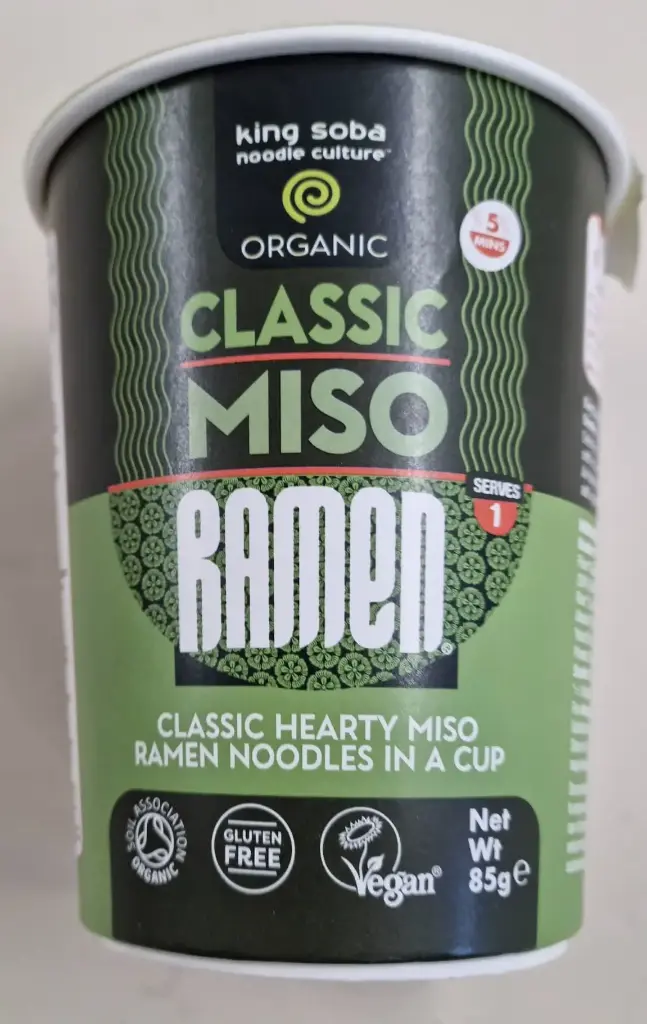 king soba
noodle culture™
ORGANIC
5
MINS
CLASSIC
MISO
SERVES
1
RAMEN®
CLASSIC HEARTY MISO
RAMEN NOODLES IN A CUP
SOIL ASSOCIATION
ORGANIC
GLUTEN
FREE
Vegan®
Net
Wt
85g e